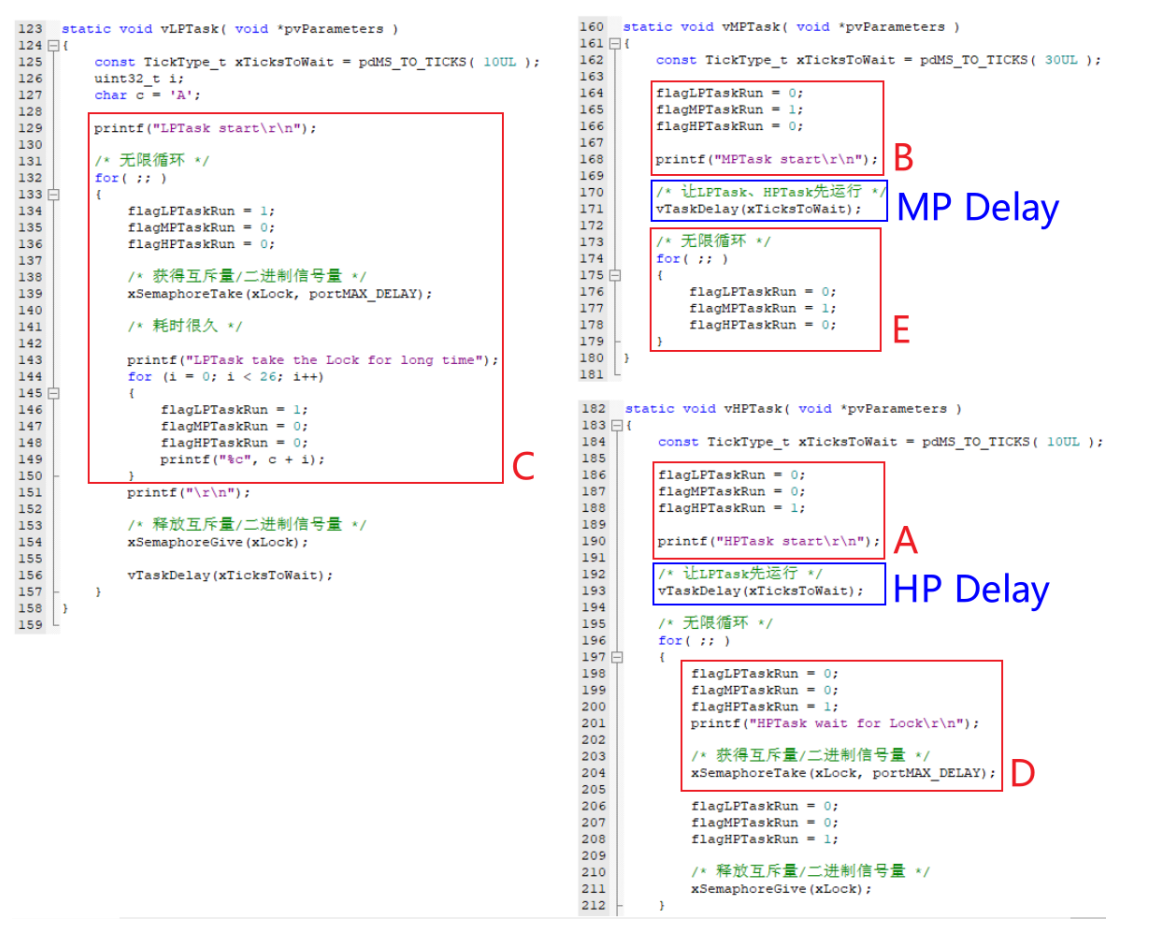 123 static void vLPTask( void *pvParameters )
124 {
125 const TickType_t xTicksToWait = pdMS_TO_TICKS( 10UL );
126 uint32_t i;
127 char c = 'A';
128
129 printf("LPTask start\r\n");
130
131 /* 无限循环 */
132 for( ;; )
133 {
134 flagLPTaskRun = 1;
135 flagMPTaskRun = 0;
136 flagHPTaskRun = 0;
137
138 /* 获得互斥量/二进制信号量 */
139 xSemaphoreTake(xLock, portMAX_DELAY);
140
141 /* 耗时很久 */
142
143 printf("LPTask take the Lock for long time");
144 for (i = 0; i < 26; i++)
145 {
146 flagLPTaskRun = 1;
147 flagMPTaskRun = 0;
148 flagHPTaskRun = 0;
149 printf("%c", c + i);
150 }
C
151 printf("\r\n");
152
153 /* 释放互斥量/二进制信号量 */
154 xSemaphoreGive(xLock);
155
156 vTaskDelay(xTicksToWait);
157 }
158 }
159
160 static void vMPTask( void *pvParameters )
161 {
162 const TickType_t xTicksToWait = pdMS_TO_TICKS( 30UL );
163
164 flagLPTaskRun = 0;
165 flagMPTaskRun = 1;
166 flagHPTaskRun = 0;
167
168 printf("MPTask start\r\n");
B
169
170 /* 让LPTask、HPTask先运行 */
171 vTaskDelay(xTicksToWait);
MP Delay
172
173 /* 无限循环 */
174 for( ;; )
175 {
176 flagLPTaskRun = 0;
177 flagMPTaskRun = 1;
178 flagHPTaskRun = 0;
E
179 }
180 }
181
182 static void vHPTask( void *pvParameters )
183 {
184 const TickType_t xTicksToWait = pdMS_TO_TICKS( 10UL );
185
186 flagLPTaskRun = 0;
187 flagMPTaskRun = 0;
188 flagHPTaskRun = 1;
189
190 printf("HPTask start\r\n");
A
191
192 /* 让LPTask先运行 */
193 vTaskDelay(xTicksToWait);
HP Delay
194
195 /* 无限循环 */
196 for( ;; )
197 {
198 flagLPTaskRun = 0;
199 flagMPTaskRun = 0;
200 flagHPTaskRun = 1;
201 printf("HPTask wait for Lock\r\n");
202
203 /* 获得互斥量/二进制信号量 */
204 xSemaphoreTake(xLock, portMAX_DELAY);
D
205
206 flagLPTaskRun = 0;
207 flagMPTaskRun = 0;
208 flagHPTaskRun = 1;
209
210 /* 释放互斥量/二进制信号量 */
211 xSemaphoreGive(xLock);
212 }